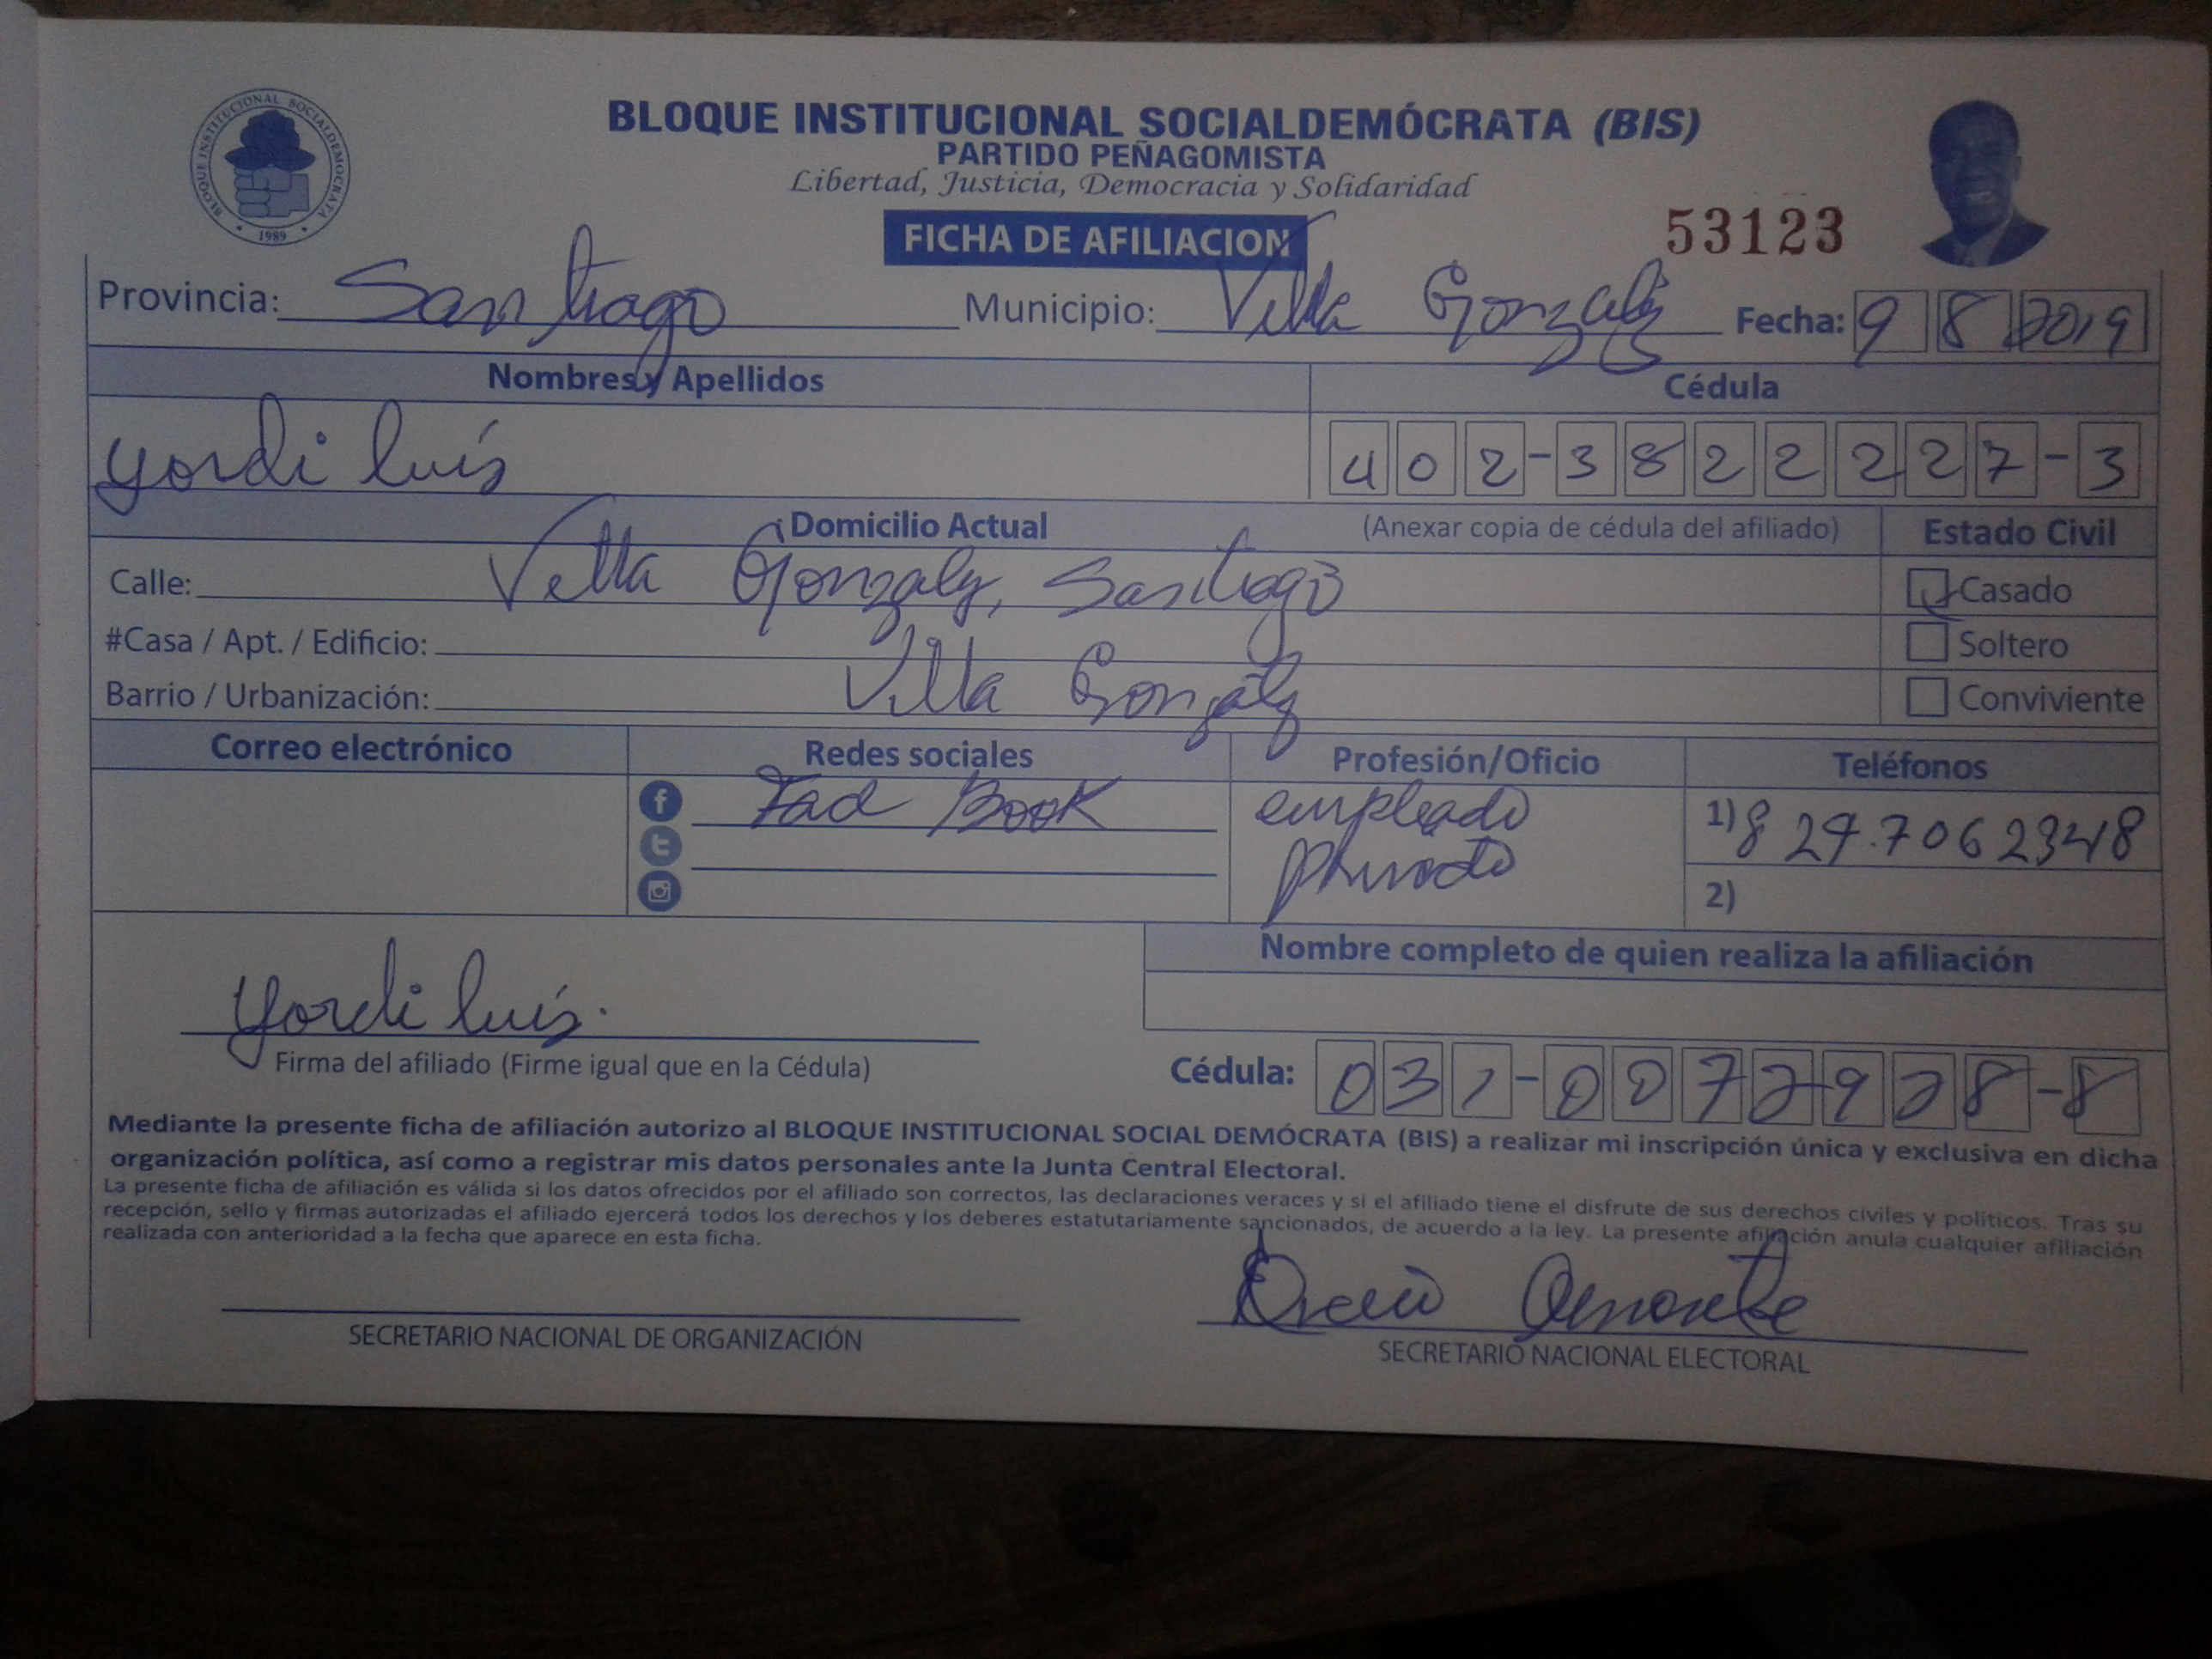 BLOQUE INSTITUCIONAL SOCIALDEMÓCRATA (BIS)
PARTIDO PEÑAGOMISTA
Libertad, Justicia, Democracia y Solidaridad
BLOQUE INSTITUCIONAL SOCIALDEMOCRATA
1989
FICHA DE AFILIACION
53123
Provincia: Santiago Municipio: Villa Gonzalez Fecha: 9 8 2019
Nombres y Apellidos Cédula
yordi luís 402-3822227-3
Domicilio Actual (Anexar copia de cédula del afiliado) Estado Civil
Calle: Villa Gonzalez, Santiago Casado
#Casa / Apt. / Edificio: Soltero
Barrio / Urbanización: Villa Gonzalez Conviviente
Correo electrónico Redes sociales Profesión/Oficio Teléfonos
Book empleado 1) 829.7062348
privado 2)
Nombre completo de quien realiza la afiliación
yordi luís.
Firma del afiliado (Firme igual que en la Cédula) Cédula: 031-0072928-8
Mediante la presente ficha de afiliación autorizo al BLOQUE INSTITUCIONAL SOCIAL DEMÓCRATA (BIS) a realizar mi inscripción única y exclusiva en dicha
organización política, así como a registrar mis datos personales ante la Junta Central Electoral.
La presente ficha de afiliación es válida si los datos ofrecidos por el afiliado son correctos, las declaraciones veraces y si el afiliado tiene el disfrute de sus derechos civiles y políticos. Tras su
recepción, sello y firmas autorizadas el afiliado ejercerá todos los derechos y los deberes estatutariamente sancionados, de acuerdo a la ley. La presente afiliación anula cualquier afiliación
realizada con anterioridad a la fecha que aparece en esta ficha.
SECRETARIO NACIONAL DE ORGANIZACIÓN SECRETARIO NACIONAL ELECTORAL